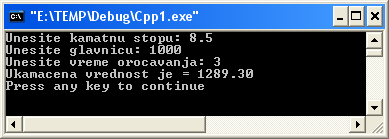 "E:\TEMP\Debug\Cpp1.exe"
Unesite kamatnu stopu: 8.5
Unesite glavnicu: 1000
Unesite vreme orocavanja: 3
Ukamacena vrednost je = 1289.30
Press any key to continue